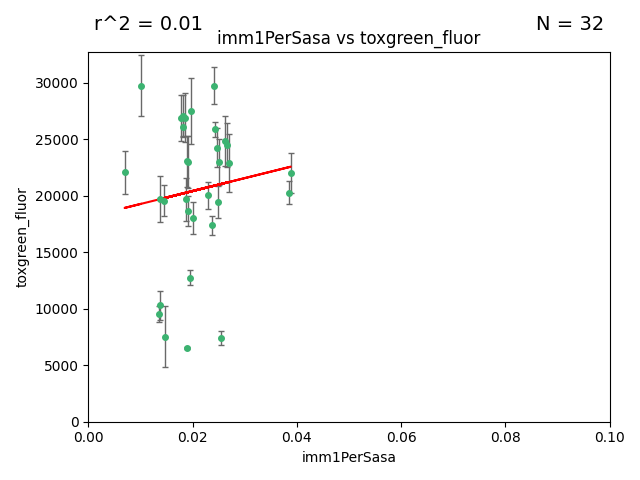 r^2 = 0.01
N = 32
imm1PerSasa vs toxgreen_fluor
30000
25000
20000
15000
10000
5000
0
toxgreen_fluor
0.00
0.02
0.04
0.06
0.08
0.10
imm1PerSasa